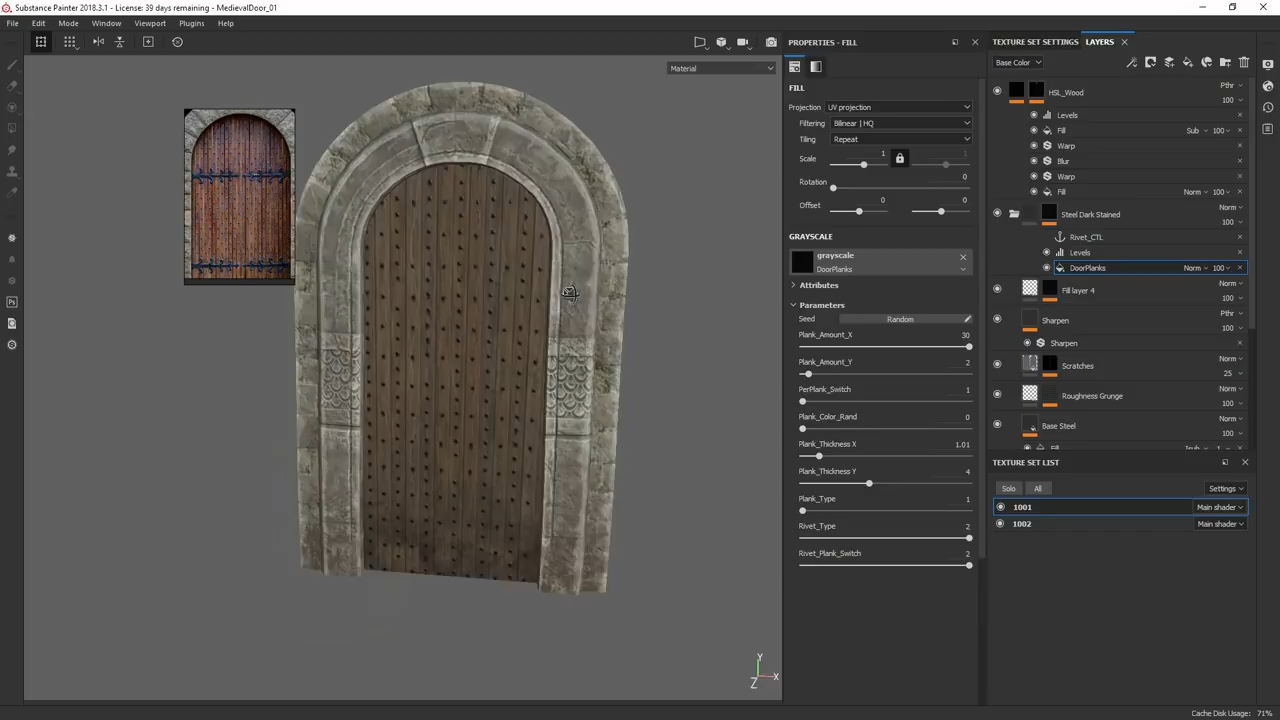 Substance Painter 2018.3.1 - License: 39 days remaining - MedievalDoor_01
File Edit Mode Window Viewport Plugins Help
Material
PROPERTIES - FILL
FILL
Projection UV projection
Filtering Bilinear | HQ
Tiling Repeat
Scale 1 1
Rotation 0
Offset 0 0
GRAYSCALE
grayscale
DoorPlanks
Attributes
Parameters
Seed Random
Plank_Amount_X 30
Plank_Amount_Y 2
PerPlank_Switch 1
Plank_Color_Rand 0
Plank_Thickness X 1.01
Plank_Thickness Y 4
Plank_Type 1
Rivet_Type 2
Rivet_Plank_Switch 2
TEXTURE SET SETTINGS LAYERS
Base Color
HSL_Wood Pthr 100
Levels
Fill Sub 100
Warp
Blur
Warp
Fill Norm 100
Steel Dark Stained Norm 100
Rivet_CTL
Levels
DoorPlanks Norm 100
Fill layer 4 Norm 100
Sharpen Pthr 100
Sharpen
Scratches Norm 25
Roughness Grunge Norm 100
Base Steel Norm 100
Fill
TEXTURE SET LIST
Solo All Settings
1001 Main shader
1002 Main shader
Y
Z X
Ps
Cache Disk Usage: 71%